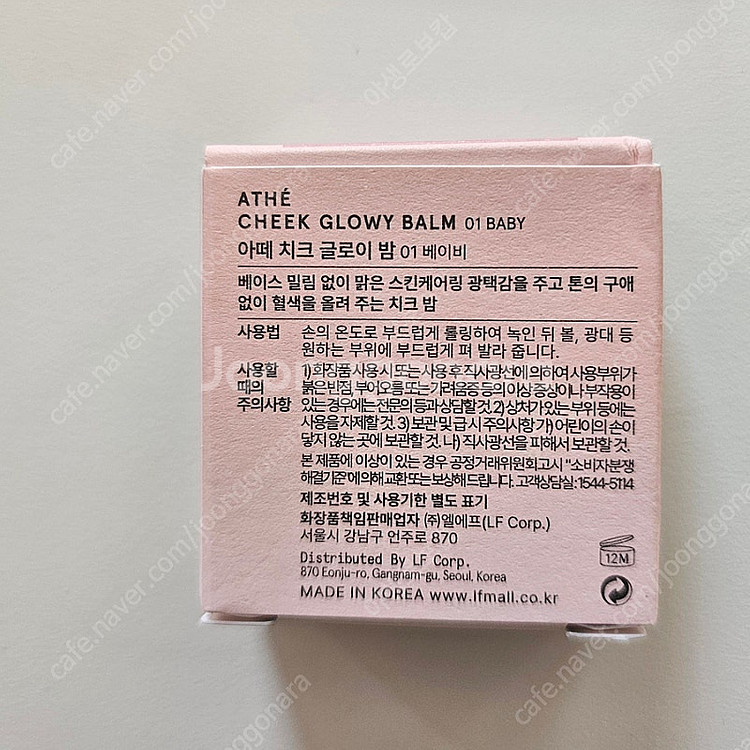 ATHÉ
CHEEK GLOWY BALM 01 BABY
아떼 치크 글로이 밤 01 베이비
베이스 밀림 없이 맑은 스킨케어링 광택감을 주고 톤의 구애
없이 혈색을 올려 주는 치크 밤
사용법 손의 온도로 부드럽게 롤링하여 녹인 뒤 볼, 광대 등
원하는 부위에 부드럽게 펴 발라 줍니다.
사용할 1) 화장품 사용 시 또는 사용 후 직사광선에 의하여 사용부위가
때의 붉은 반점, 부어오름 또는 가려움증 등의 이상 증상이나 부작용이
주의사항 있는 경우에는 전문의 등과 상담할 것. 2) 상처가 있는 부위 등에는
사용을 자제할 것. 3) 보관 및 급시 주의사항 가) 어린이의 손이
닿지 않는 곳에 보관할 것. 나) 직사광선을 피해서 보관할 것.
본 제품에 이상이 있는 경우 공정거래위원회고시 "소비자분쟁
해결기준"에 의해 교환 또는 보상해 드립니다. 고객상담실 : 1544-5114
제조번호 및 사용기한 별도 표기
화장품책임판매업자 ㈜엘에프(LF Corp.)
서울시 강남구 언주로 870
Distributed By LF Corp.
870 Eonju-ro, Gangnam-gu, Seoul, Korea
MADE IN KOREA www.lfmall.co.kr
12M
cafe.naver.com/joonggonara
야생로보캅